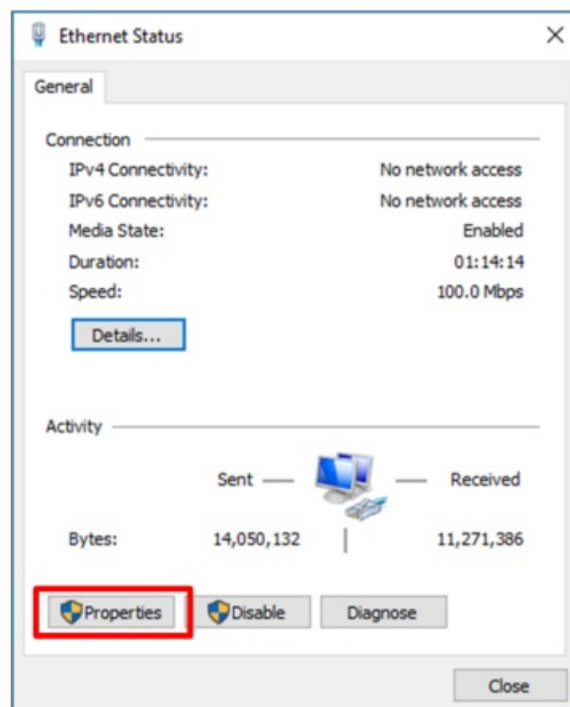 Ethernet Status
General
Connection
IPv4 Connectivity: No network access
IPv6 Connectivity: No network access
Media State: Enabled
Duration: 01:14:14
Speed: 100.0 Mbps
Details...
Activity
Sent Received
Bytes: 14,050,132 11,271,386
Properties Disable Diagnose
Close